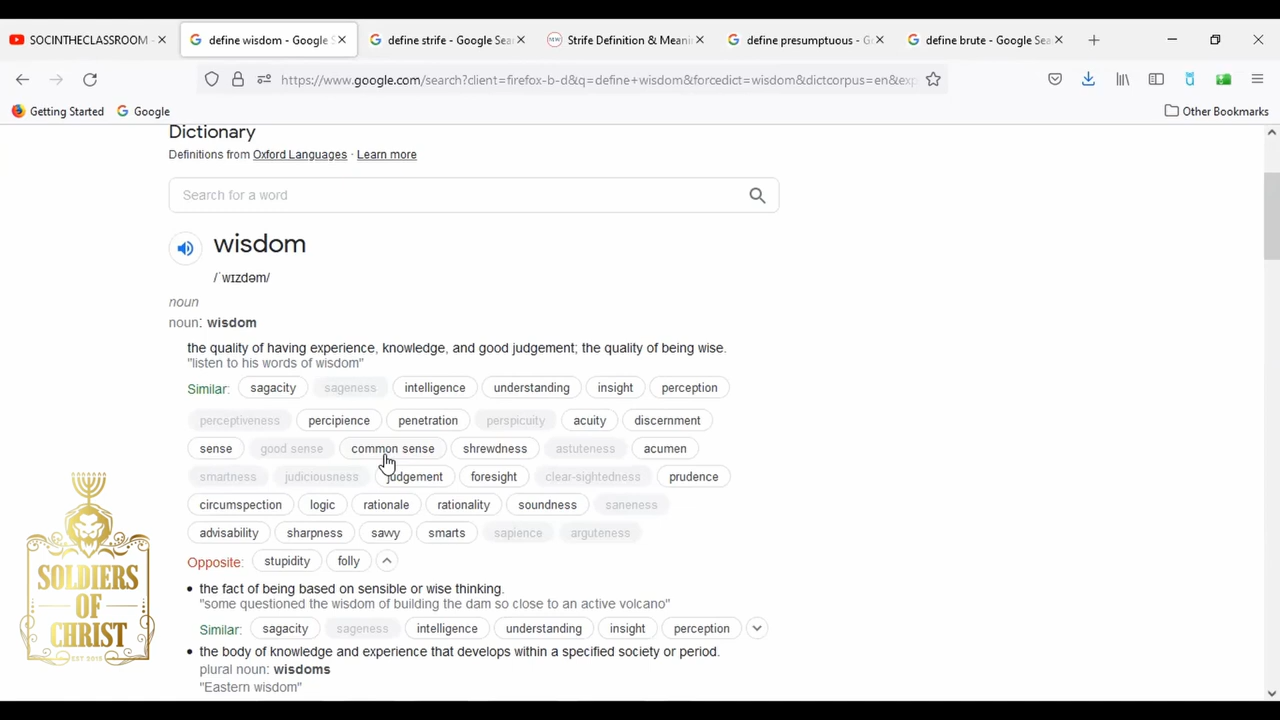 SOCINTHECLASSROOM -
define wisdom - Google S
define strife - Google Sea
Strife Definition & Meani
define presumptuous - G
define brute - Google Sea
https://www.google.com/search?client=firefox-b-d&q=define+wisdom&forcedict=wisdom&dictcorpus=en&exp
Getting Started
Google
Other Bookmarks
Dictionary
Definitions from Oxford Languages · Learn more
Search for a word
wisdom
/ˈwɪzdəm/
noun
noun: wisdom
the quality of having experience, knowledge, and good judgement; the quality of being wise.
"listen to his words of wisdom"
Similar: sagacity sageness intelligence understanding insight perception
perceptiveness percipience penetration perspicuity acuity discernment
sense good sense common sense shrewdness astuteness acumen
smartness judiciousness judgement foresight clear-sightedness prudence
circumspection logic rationale rationality soundness saneness
advisability sharpness savvy smarts sapience arguteness
Opposite: stupidity folly
• the fact of being based on sensible or wise thinking.
"some questioned the wisdom of building the dam so close to an active volcano"
Similar: sagacity sageness intelligence understanding insight perception
• the body of knowledge and experience that develops within a specified society or period.
plural noun: wisdoms
"Eastern wisdom"
SOLDIERS
OF
CHRIST